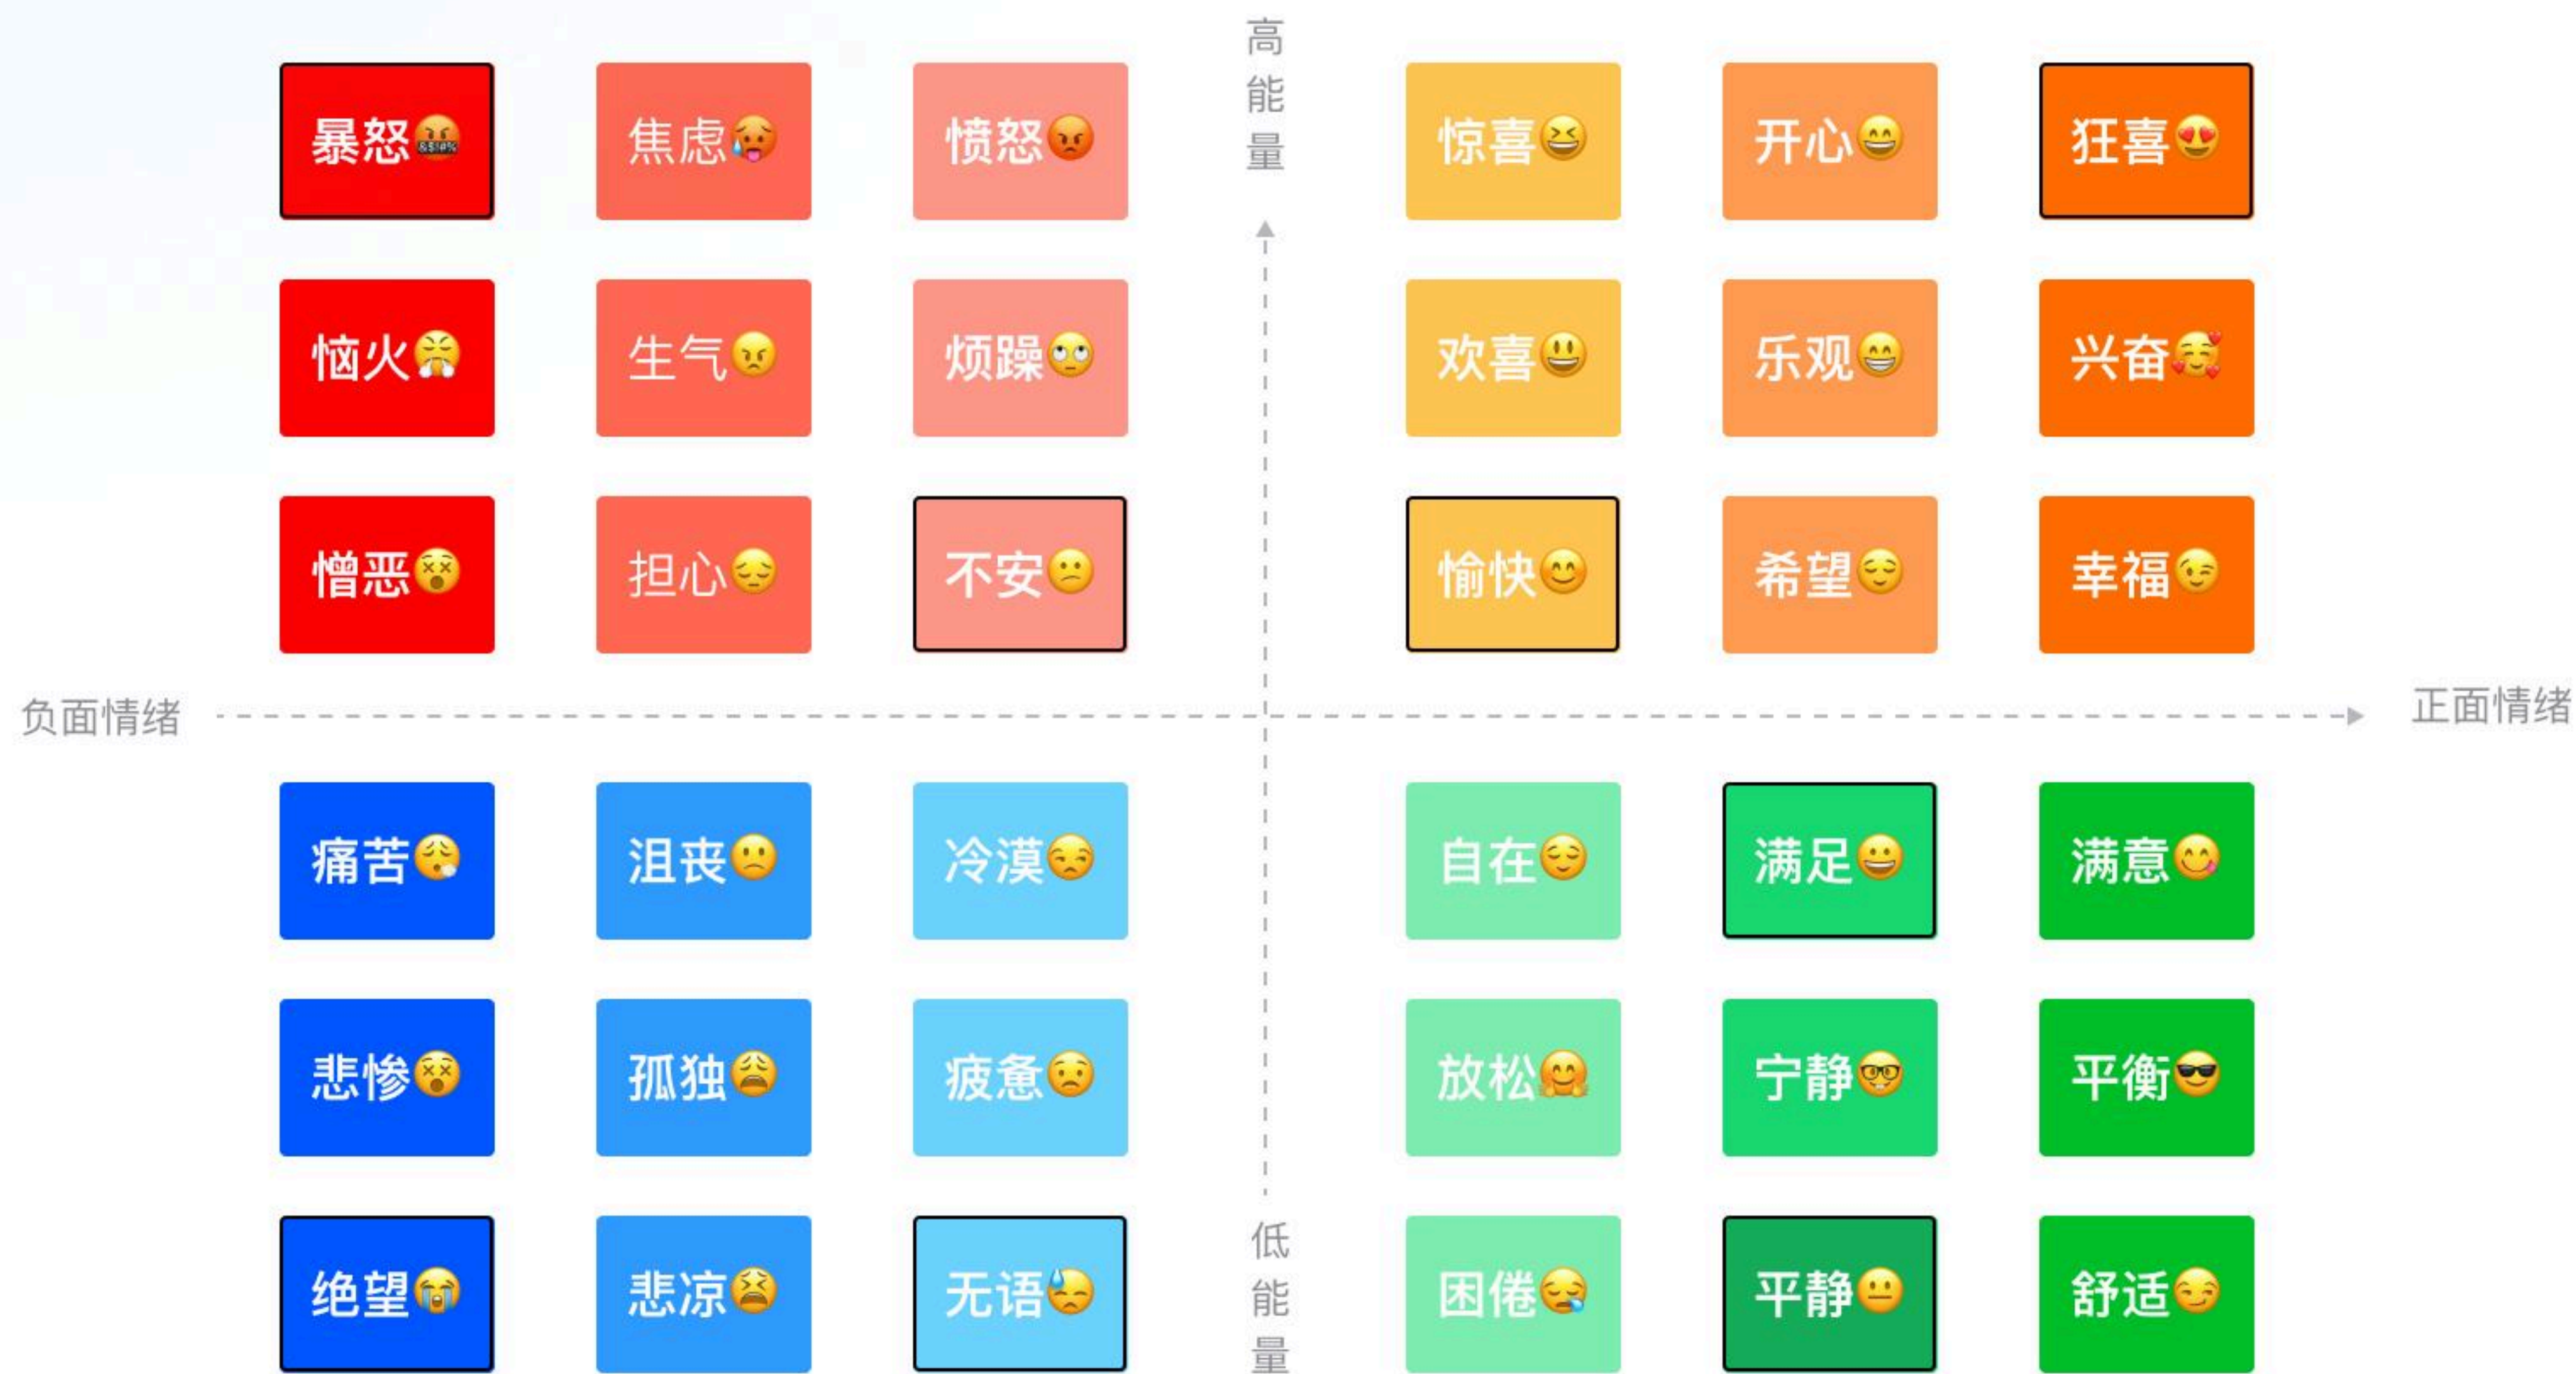 高能量
暴怒🤬 焦虑🥵 愤怒😡 惊喜😆 开心😄 狂喜😍
恼火😤 生气😠 烦躁🙄 欢喜😃 乐观😁 兴奋🥰
憎恶😵 担心😔 不安😕 愉快😊 希望😌 幸福😉
负面情绪 正面情绪
痛苦😮‍💨 沮丧🙁 冷漠😒 自在😌 满足😀 满意😋
悲惨😵 孤独😩 疲惫😟 放松🤗 宁静🤓 平衡😎
绝望😭 悲凉😫 无语😓 困倦😪 平静😐 舒适😏
低能量